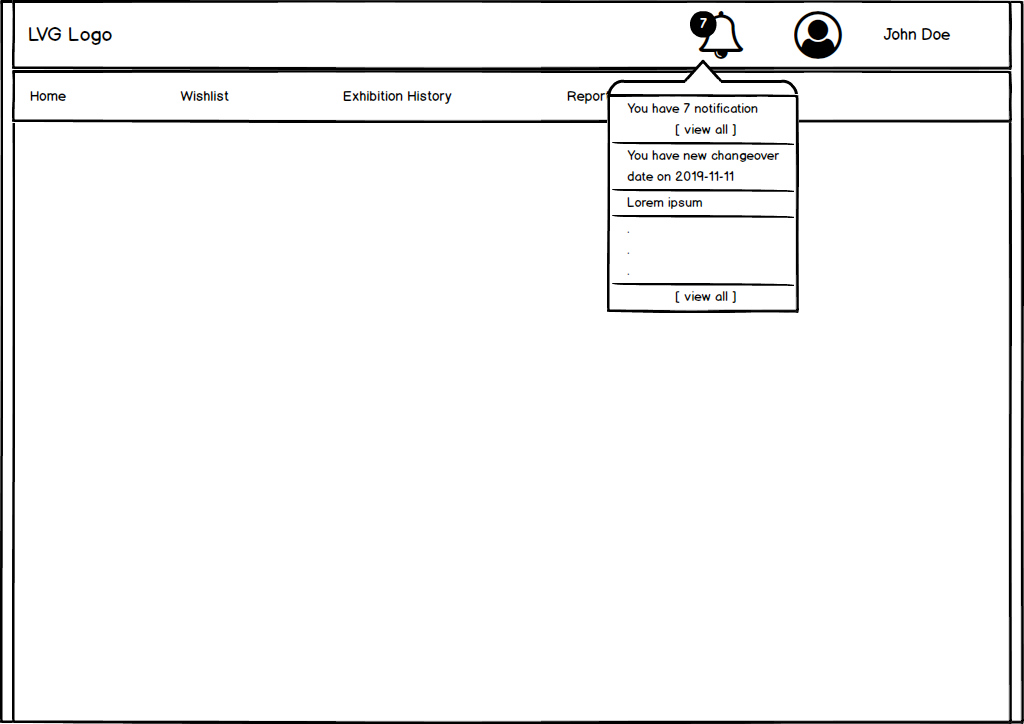 LVG Logo
7
John Doe
Home
Wishlist
Exhibition History
Repor
You have 7 notification
[ view all ]
You have new changeover
date on 2019-11-11
Lorem ipsum
.
.
.
[ view all ]